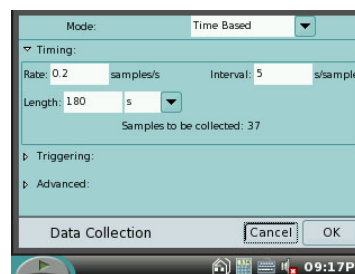 Mode: Time Based
Timing:
Rate: 0.2 samples/s Interval: 5 s/sample
Length: 180 s
Samples to be collected: 37
Triggering:
Advanced:
Data Collection Cancel OK
09:17P